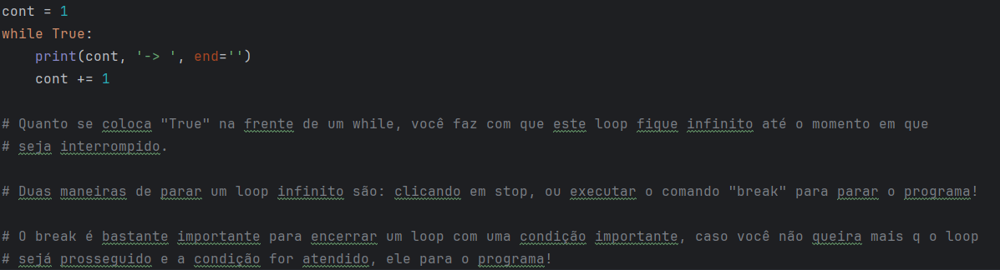 cont = 1
while True:
    print(cont, '-> ', end='')
    cont += 1
# Quanto se coloca "True" na frente de um while, você faz com que este loop fique infinito até o momento em que
# seja interrompido.
# Duas maneiras de parar um loop infinito são: clicando em stop, ou executar o comando "break" para parar o programa!
# O break é bastante importante para encerrar um loop com uma condição importante, caso você não queira mais q o loop
# sejá prosseguido e a condição for atendido, ele para o programa!